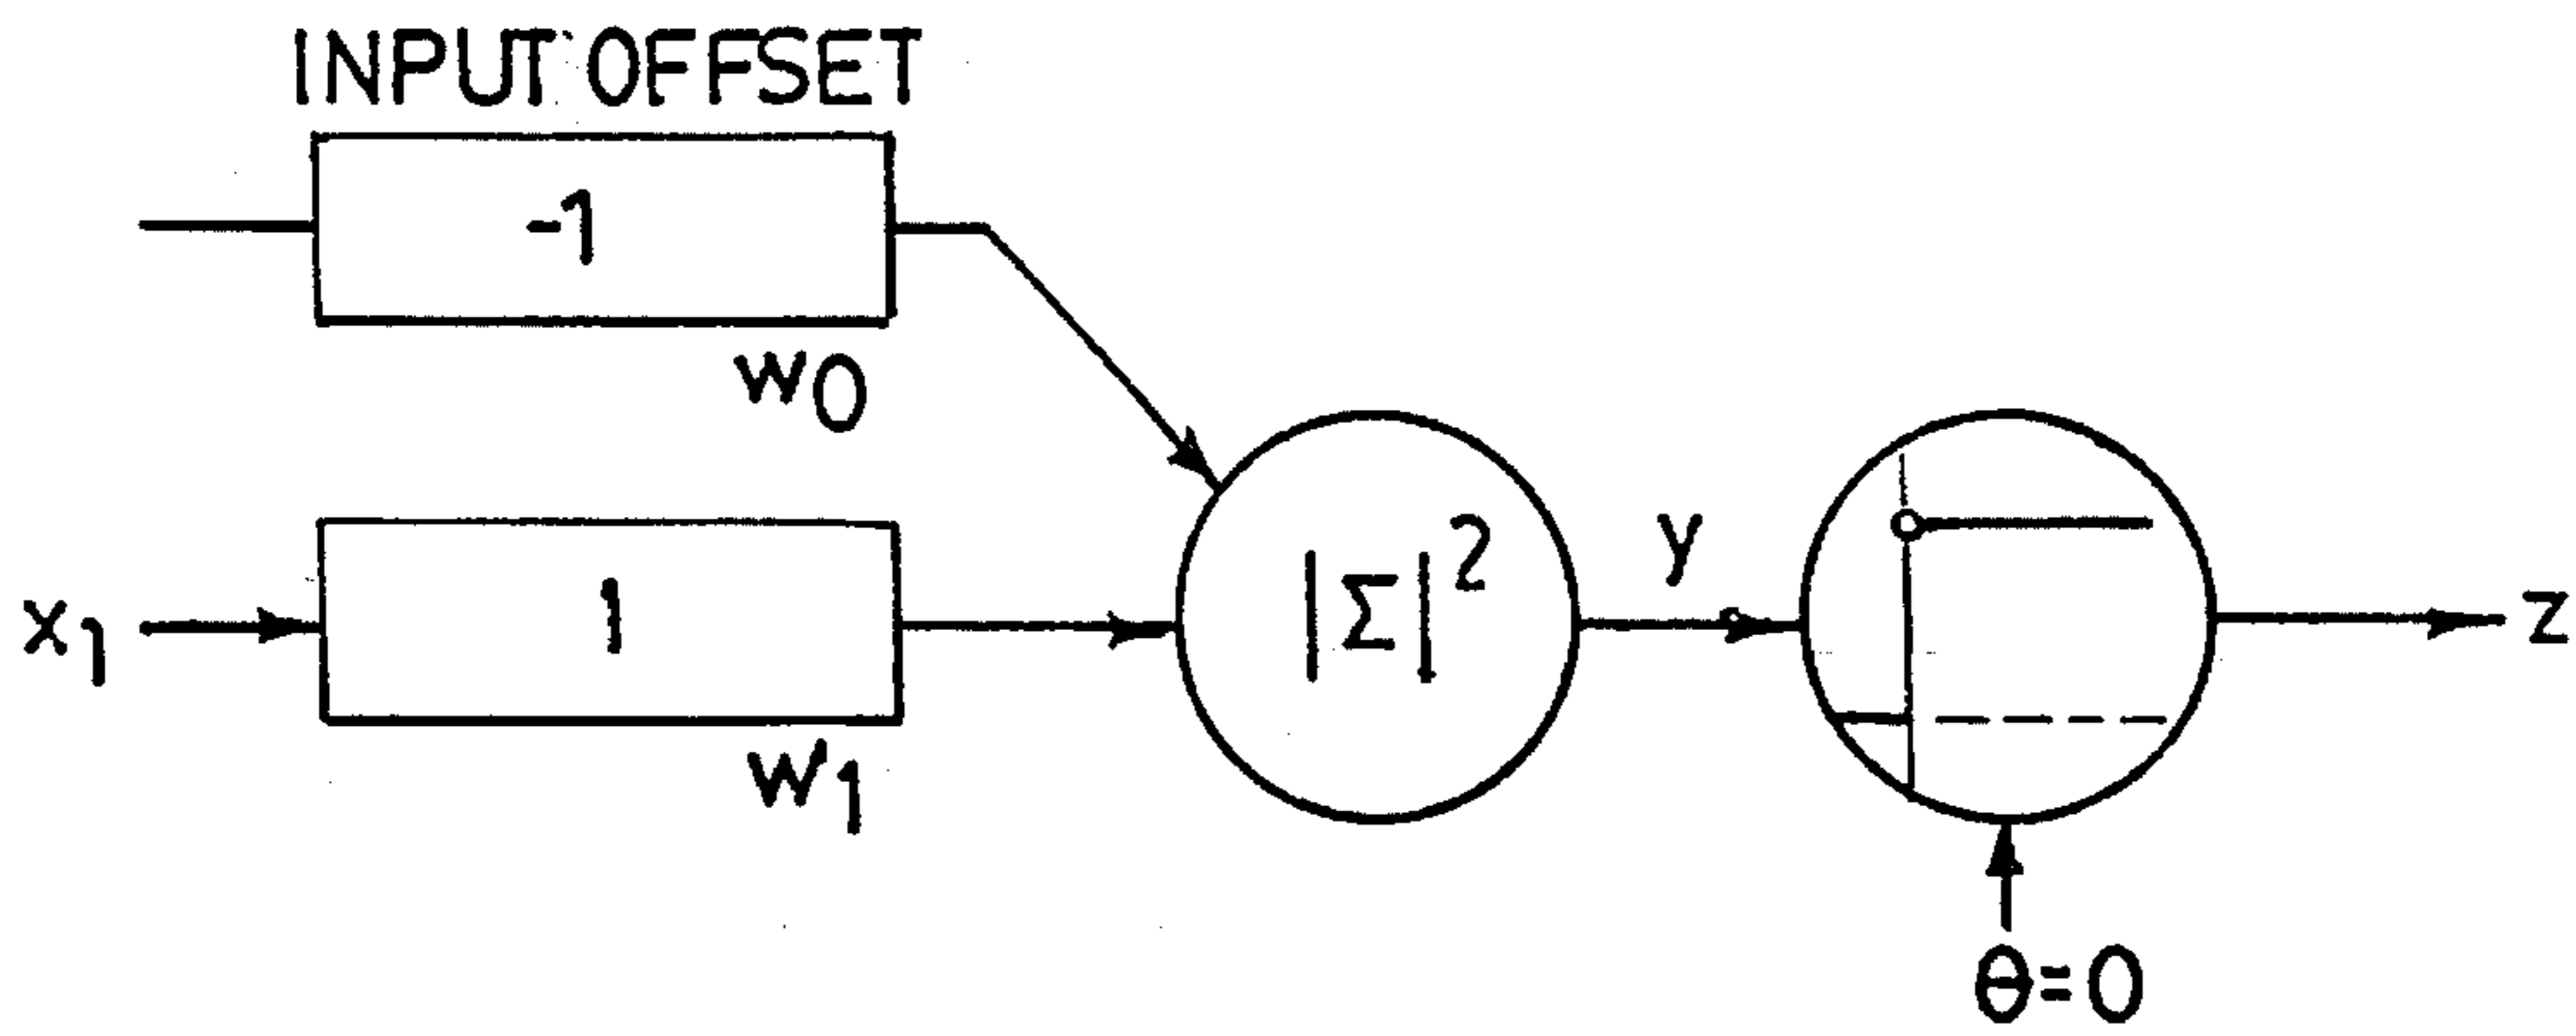 INPUT OFFSET
-1
w0
x1
1
w1
|Σ|²
y
z
θ=0